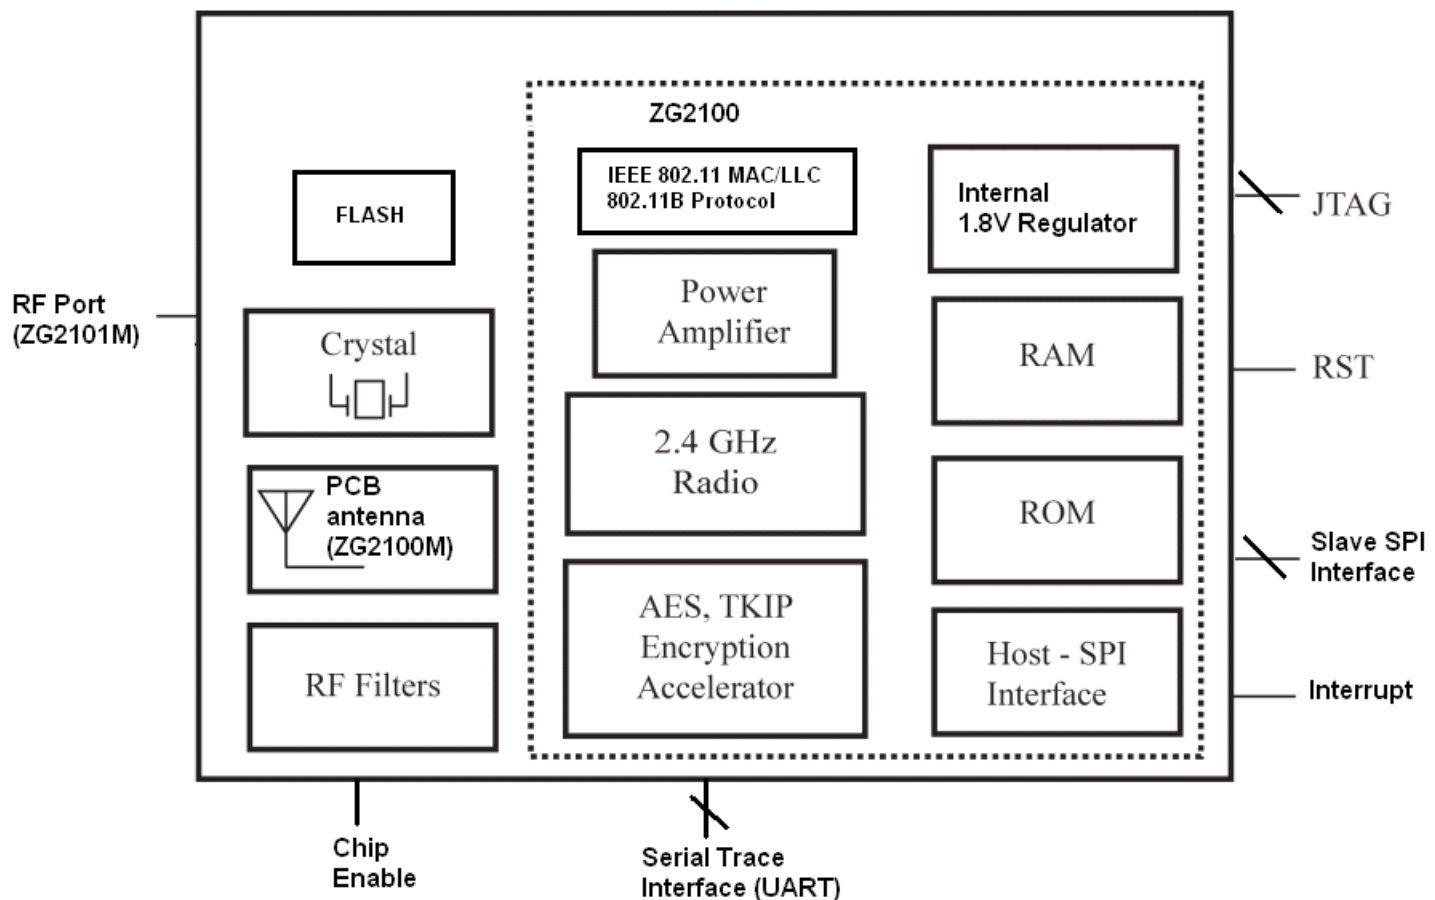 ZG2100
IEEE 802.11 MAC/LLC
802.11B Protocol
Internal
1.8V Regulator
FLASH
JTAG
RF Port
(ZG2101M)
Power
Amplifier
Crystal
RAM
RST
2.4 GHz
Radio
PCB
antenna
(ZG2100M)
ROM
Slave SPI
Interface
AES, TKIP
Encryption
Accelerator
RF Filters
Host - SPI
Interface
Interrupt
Chip
Enable
Serial Trace
Interface (UART)